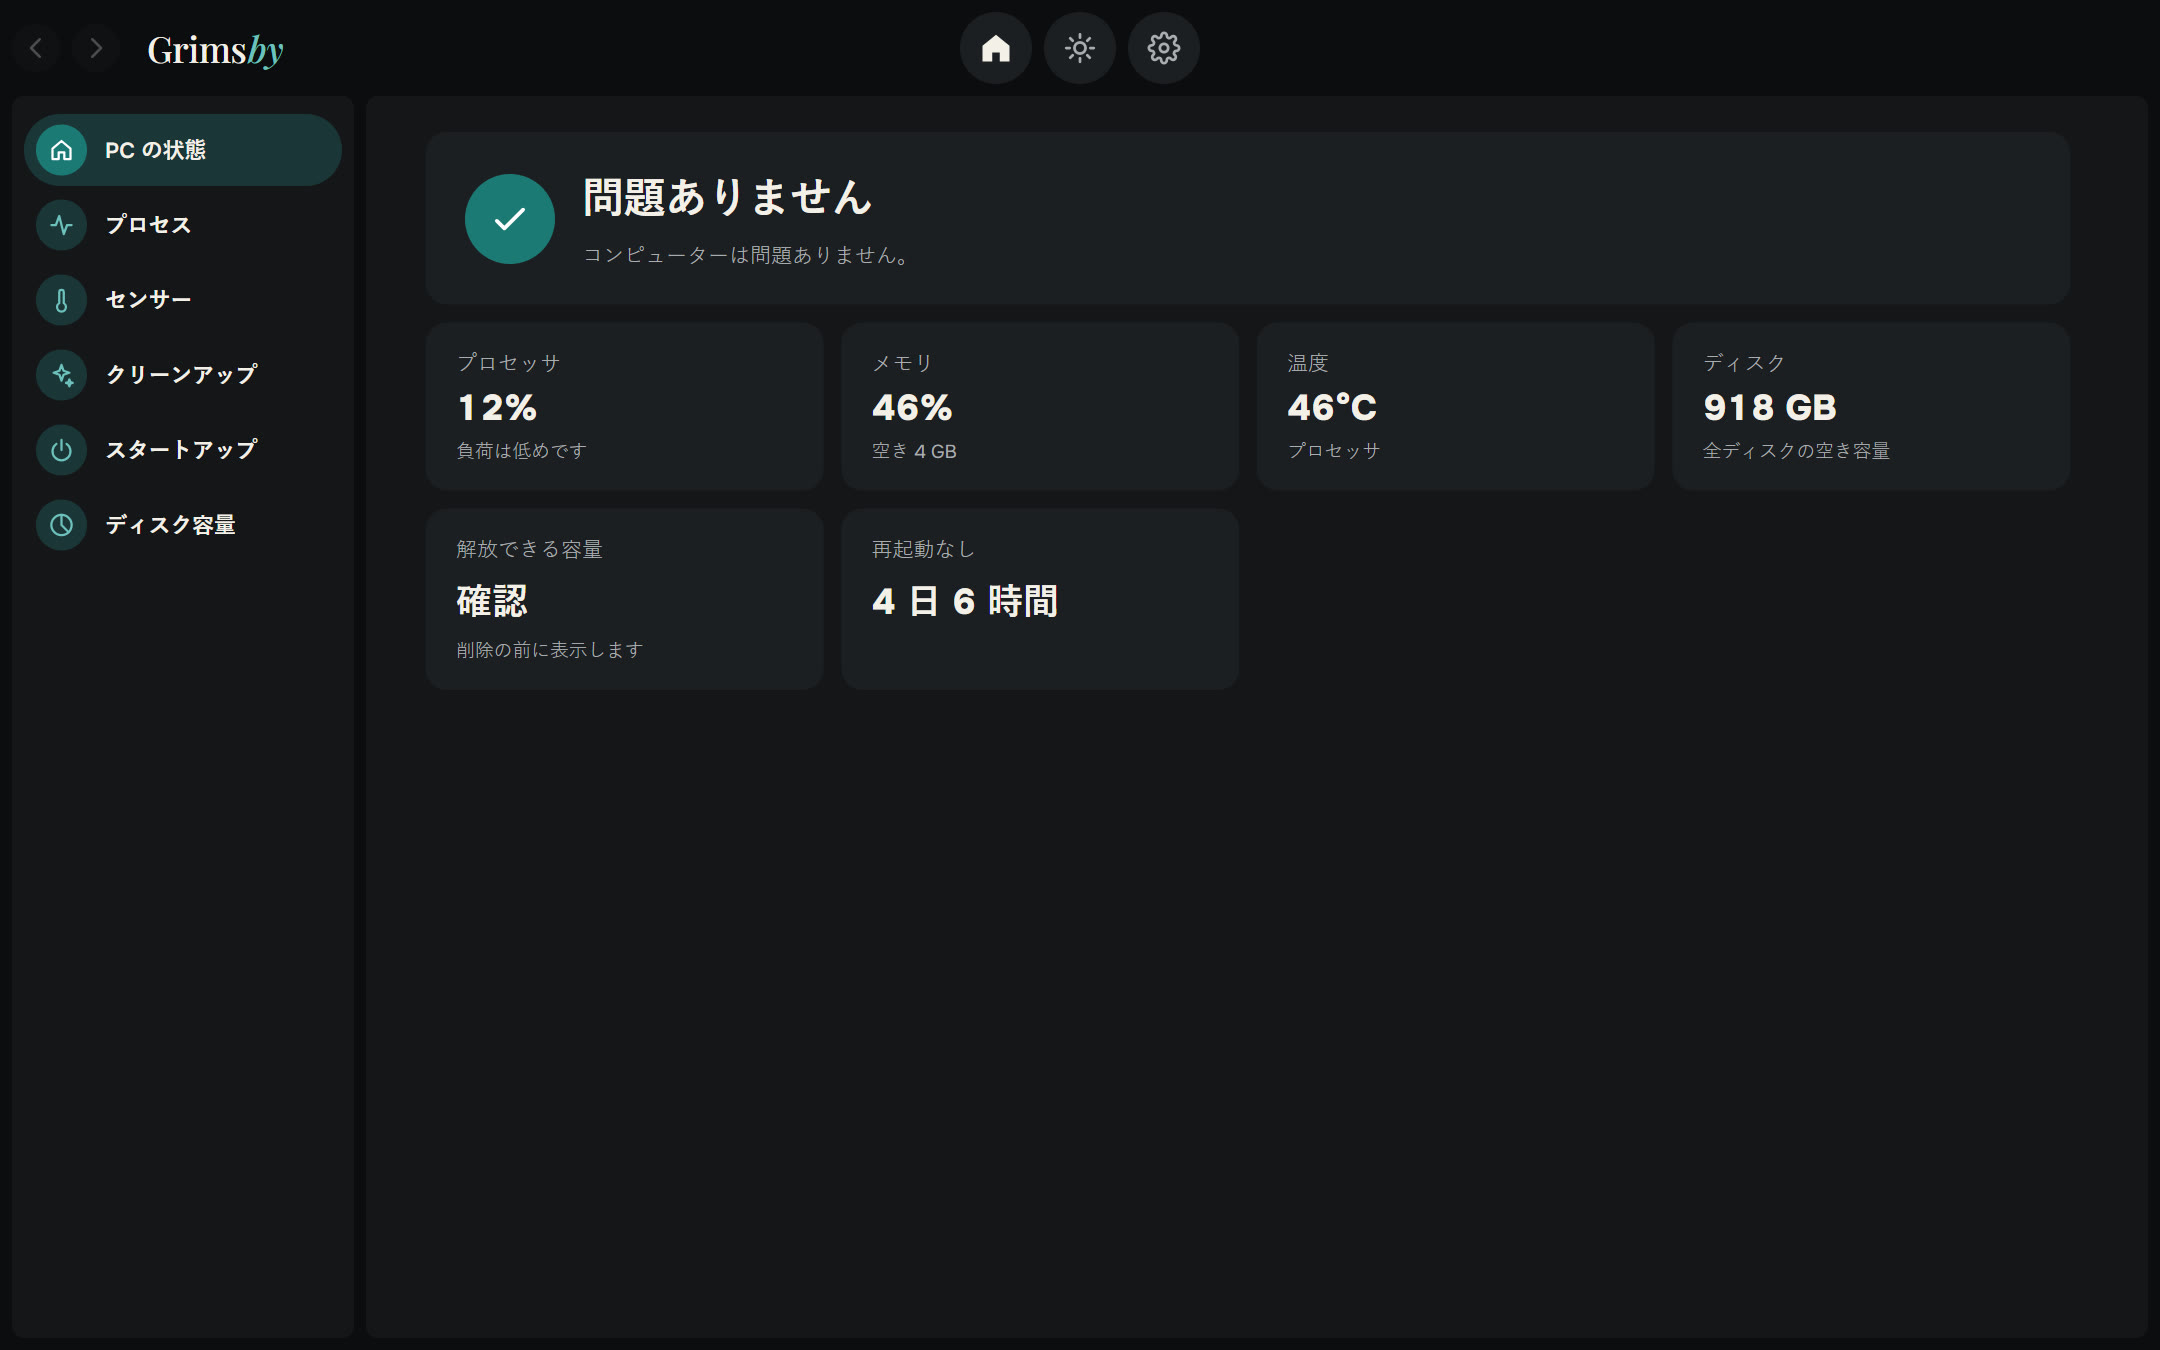 Grimsby
PC の状態
プロセス
センサー
クリーンアップ
スタートアップ
ディスク容量
問題ありません
コンピューターは問題ありません。
プロセッサ
12%
負荷は低めです
メモリ
46%
空き 4 GB
温度
46°C
プロセッサ
ディスク
918 GB
全ディスクの空き容量
解放できる容量
確認
削除の前に表示します
再起動なし
4 日 6 時間